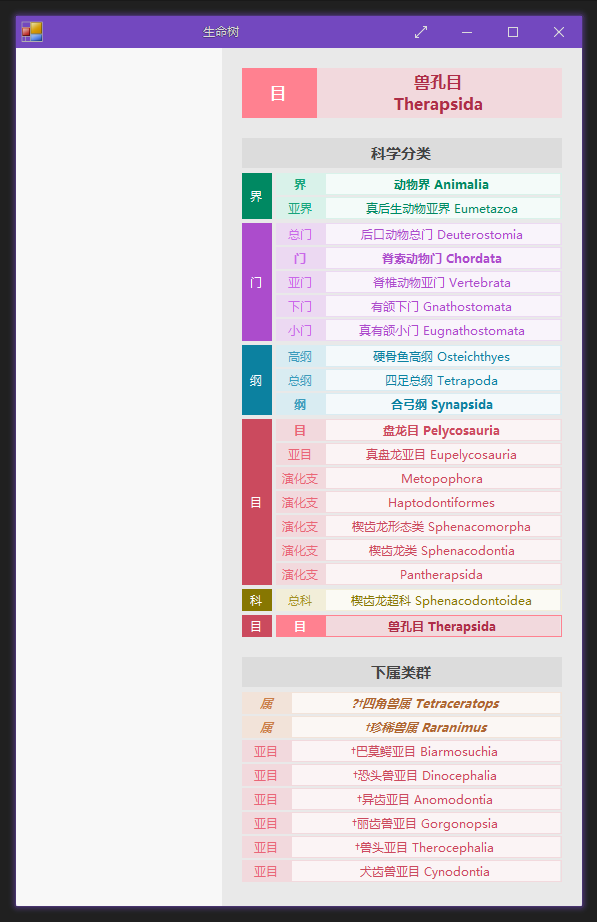 生命树
目
兽孔目
Therapsida
科学分类
界
界 动物界 Animalia
亚界 真后生动物亚界 Eumetazoa
门
总门 后口动物总门 Deuterostomia
门 脊索动物门 Chordata
亚门 脊椎动物亚门 Vertebrata
下门 有颌下门 Gnathostomata
小门 真有颌小门 Eugnathostomata
纲
高纲 硬骨鱼高纲 Osteichthyes
总纲 四足总纲 Tetrapoda
纲 合弓纲 Synapsida
目
目 盘龙目 Pelycosauria
亚目 真盘龙亚目 Eupelycosauria
演化支 Metopophora
演化支 Haptodontiformes
演化支 楔齿龙形态类 Sphenacomorpha
演化支 楔齿龙类 Sphenacodontia
演化支 Pantherapsida
科 总科 楔齿龙超科 Sphenacodontoidea
目 目 兽孔目 Therapsida
下属类群
属 ?†四角兽属 Tetraceratops
属 †珍稀兽属 Raranimus
亚目 †巴莫鳄亚目 Biarmosuchia
亚目 †恐头兽亚目 Dinocephalia
亚目 †异齿亚目 Anomodontia
亚目 †丽齿兽亚目 Gorgonopsia
亚目 †兽头亚目 Therocephalia
亚目 犬齿兽亚目 Cynodontia